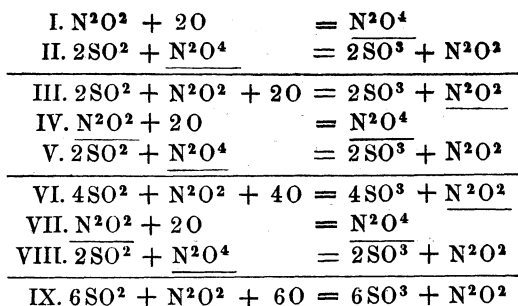 I. N²O² + 2O = N²O⁴
II. 2SO² + N²O⁴ = 2SO³ + N²O²
III. 2SO² + N²O² + 2O = 2SO³ + N²O²
IV. N²O² + 2O = N²O⁴
V. 2SO² + N²O⁴ = 2SO³ + N²O²
VI. 4SO² + N²O² + 4O = 4SO³ + N²O²
VII. N²O² + 2O = N²O⁴
VIII. 2SO² + N²O⁴ = 2SO³ + N²O²
IX. 6SO² + N²O² + 6O = 6SO³ + N²O²